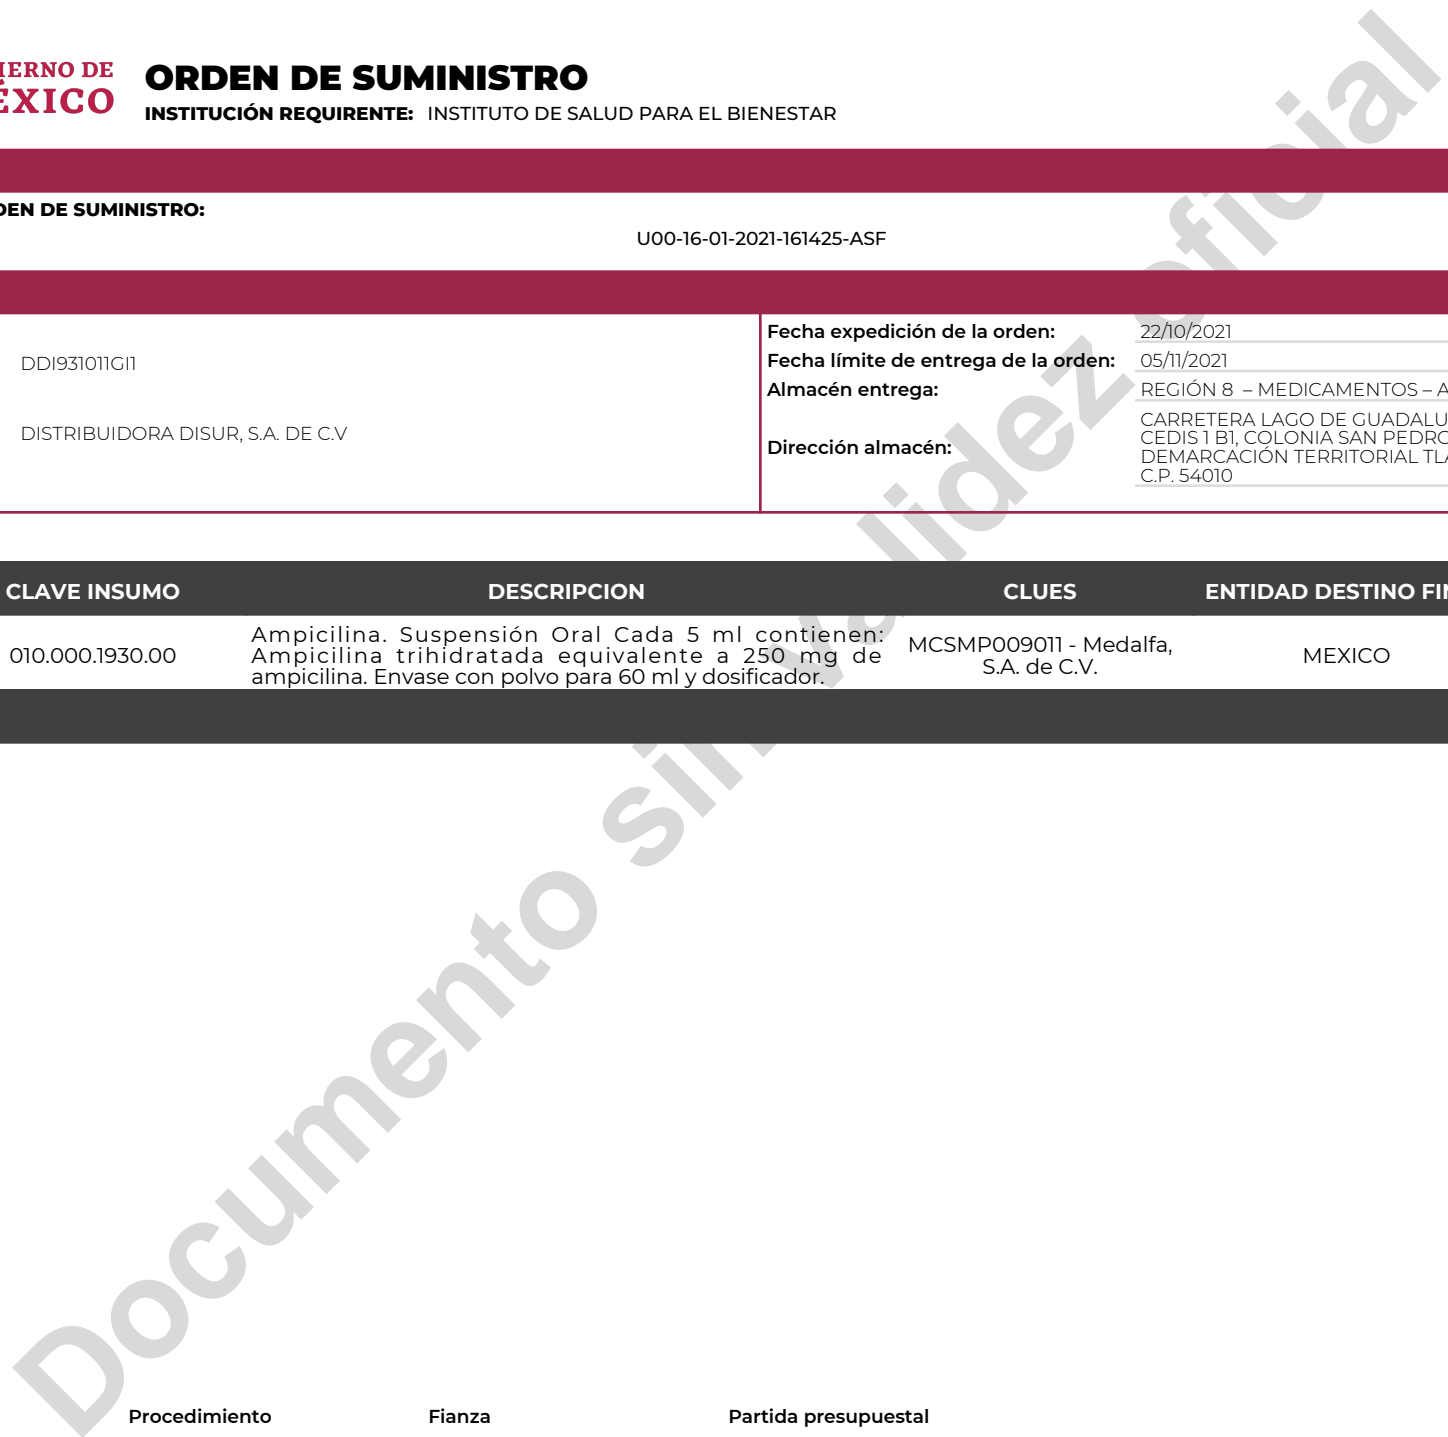 IERNO DE
ÉXICO
ORDEN DE SUMINISTRO
INSTITUCIÓN REQUIRENTE: INSTITUTO DE SALUD PARA EL BIENESTAR
DEN DE SUMINISTRO:
U00-16-01-2021-161425-ASF
DDI931011GI1
DISTRIBUIDORA DISUR, S.A. DE C.V
Fecha expedición de la orden: 22/10/2021
Fecha límite de entrega de la orden: 05/11/2021
Almacén entrega: REGIÓN 8 – MEDICAMENTOS – A
Dirección almacén:
CARRETERA LAGO DE GUADALU
CEDIS 1 B1, COLONIA SAN PEDRO
DEMARCACIÓN TERRITORIAL TLA
C.P. 54010
CLAVE INSUMO DESCRIPCION CLUES ENTIDAD DESTINO FIN
010.000.1930.00
Ampicilina. Suspensión Oral Cada 5 ml contienen:
Ampicilina trihidratada equivalente a 250 mg de
ampicilina. Envase con polvo para 60 ml y dosificador.
MCSMP009011 - Medalfa,
S.A. de C.V.
MEXICO
Documento sin validez oficial
Procedimiento Fianza Partida presupuestal